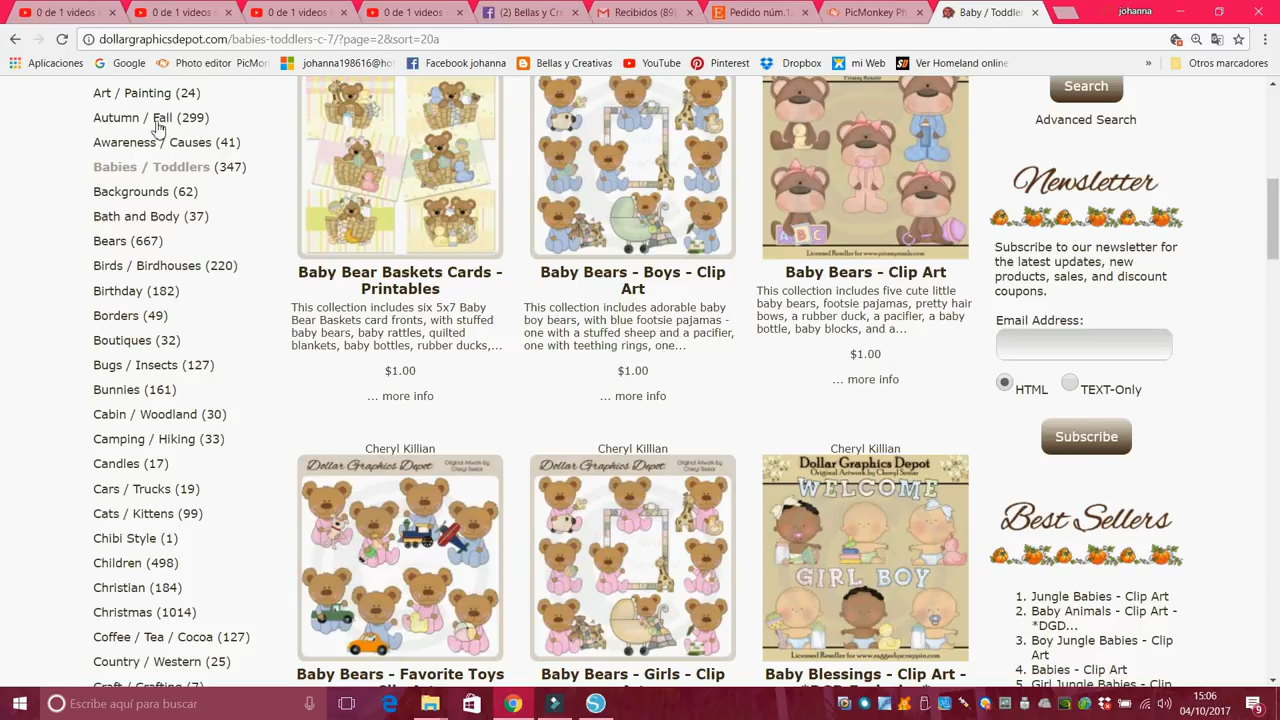 0 de 1 videos
0 de 1 videos
0 de 1 videos
0 de 1 videos
(2) Bellas y Cre
Recibidos (89)
Pedido núm.1
PicMonkey Ph
Baby / Toddle
johanna
dollargraphicsdepot.com/babies-toddlers-c-7/?page=2&sort=20a
Aplicaciones
Google
Photo editor PicMon
johanna198616@ho
Facebook johanna
Bellas y Creativas
YouTube
Pinterest
Dropbox
mi Web
Ver Homeland online
»
Otros marcadores
Art / Painting (24)
Autumn / Fall (299)
Awareness / Causes (41)
Babies / Toddlers (347)
Backgrounds (62)
Bath and Body (37)
Bears (667)
Birds / Birdhouses (220)
Birthday (182)
Borders (49)
Boutiques (32)
Bugs / Insects (127)
Bunnies (161)
Cabin / Woodland (30)
Camping / Hiking (33)
Candles (17)
Cars / Trucks (19)
Cats / Kittens (99)
Chibi Style (1)
Children (498)
Christian (184)
Christmas (1014)
Coffee / Tea / Cocoa (127)
Country / Western (25)
Baby Bear Baskets Cards -
Printables
This collection includes six 5x7 Baby
Bear Baskets card fronts, with stuffed
baby bears, baby rattles, quilted
blankets, baby bottles, rubber ducks,...
$1.00
... more info
Baby Bears - Boys - Clip
Art
This collection includes adorable baby
boy bears, with blue footsie pajamas -
one with a stuffed sheep and a pacifier,
one with teething rings, one...
$1.00
... more info
A B C
Baby Bears - Clip Art
This collection includes five cute little
baby bears, footsie pajamas, pretty hair
bows, a rubber duck, a pacifier, a baby
bottle, baby blocks, and a...
$1.00
... more info
Cheryl Killian
Dollar Graphics Depot
Original Artwork by
Baby Bears - Favorite Toys
Cheryl Killian
Dollar Graphics Depot
Original Artwork by
Baby Bears - Girls - Clip
Cheryl Killian
Dollar Graphics Depot
WELCOME
GIRL BOY
Baby Blessings - Clip Art -
Search
Advanced Search
Newsletter
Subscribe to our newsletter for
the latest updates, new
products, sales, and discount
coupons.
Email Address:
HTML
TEXT-Only
Subscribe
Best Sellers
1. Jungle Babies - Clip Art
2. Baby Animals - Clip Art -
*DGD...
3. Boy Jungle Babies - Clip
Art
4. Babies - Clip Art
Escribe aquí para buscar
15:06
04/10/2017